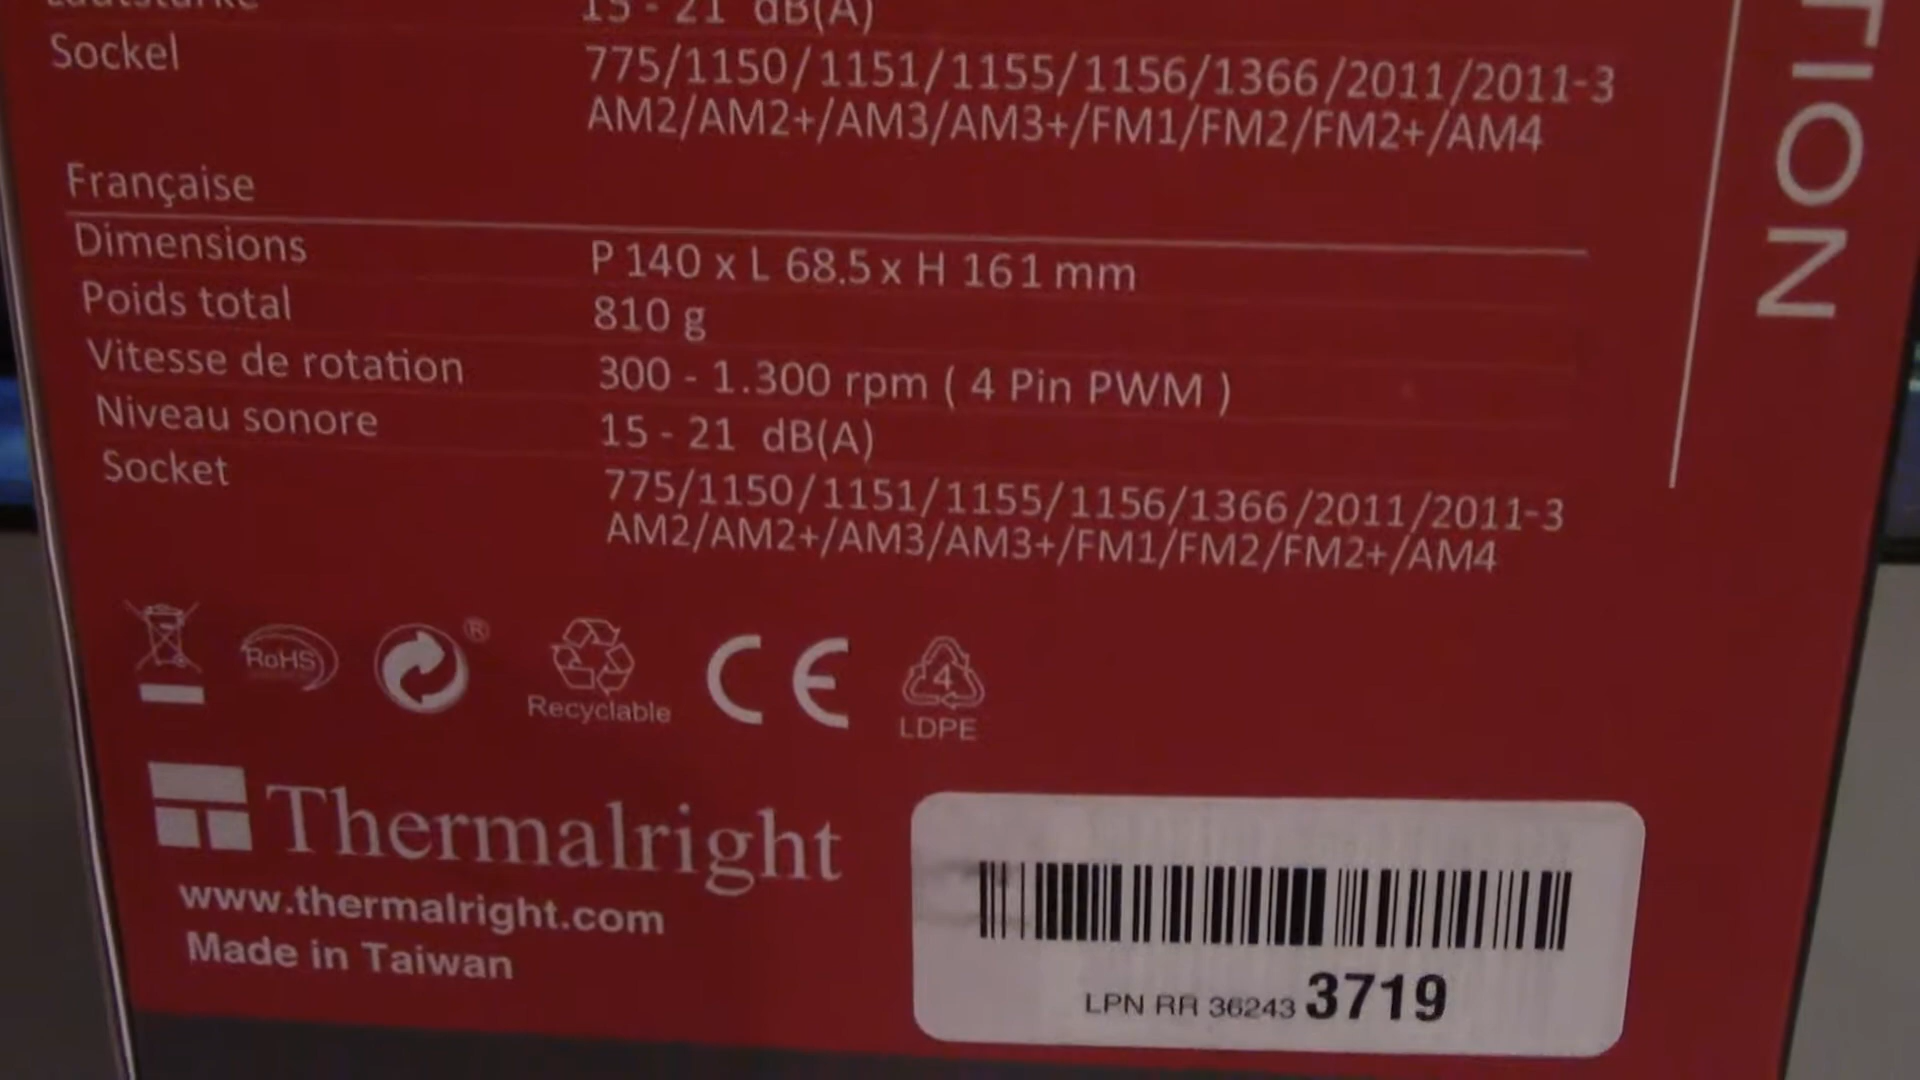 Lautstärke 15 - 21 dB(A)
Sockel 775/1150/1151/1155/1156/1366/2011/2011-3
AM2/AM2+/AM3/AM3+/FM1/FM2/FM2+/AM4
Française
Dimensions P 140 x L 68.5 x H 161 mm
Poids total 810 g
Vitesse de rotation 300 - 1.300 rpm ( 4 Pin PWM )
Niveau sonore 15 - 21 dB(A)
Socket 775/1150/1151/1155/1156/1366/2011/2011-3
AM2/AM2+/AM3/AM3+/FM1/FM2/FM2+/AM4
TION
RoHS
®
Recyclable
CE
4
LDPE
Thermalright
www.thermalright.com
Made in Taiwan
LPN RR 36243 3719